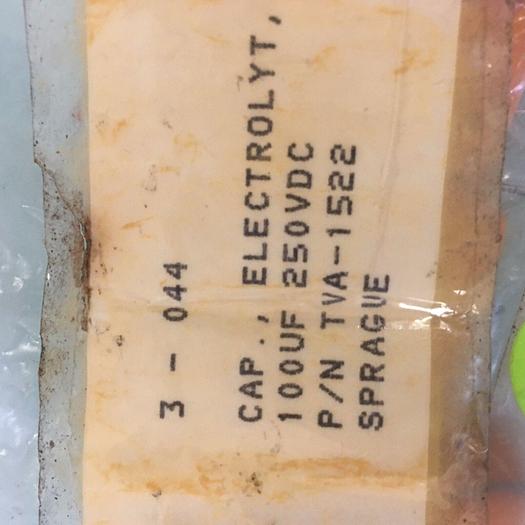 3 - 044
CAP., ELECTROLYT,
100UF 250VDC
P/N TVA-1522
SPRAGUE